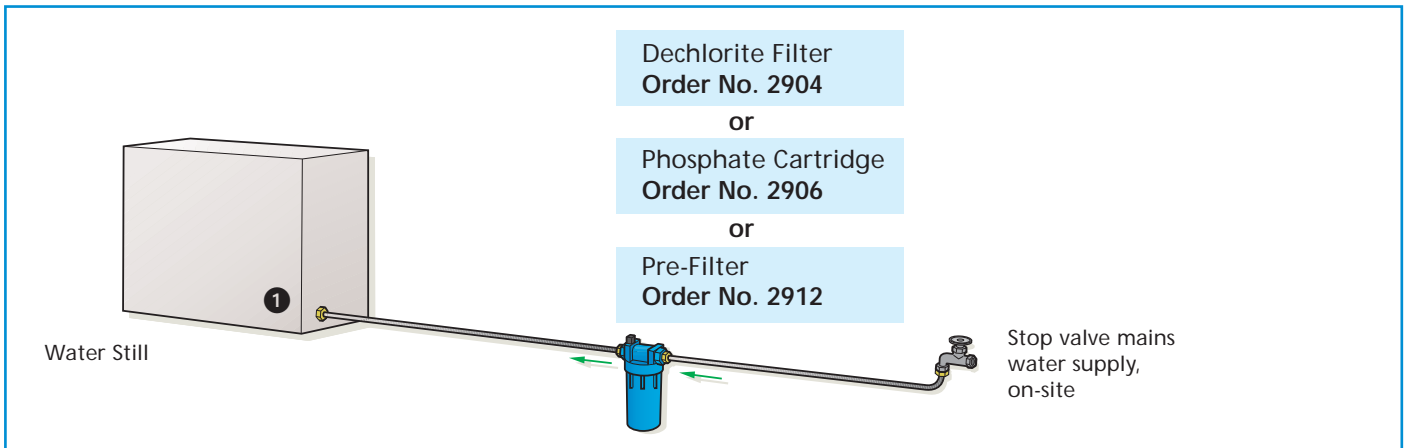 Dechlorite Filter
Order No. 2904
or
Phosphate Cartridge
Order No. 2906
or
Pre-Filter
Order No. 2912
1
Water Still
Stop valve mains
water supply,
on-site